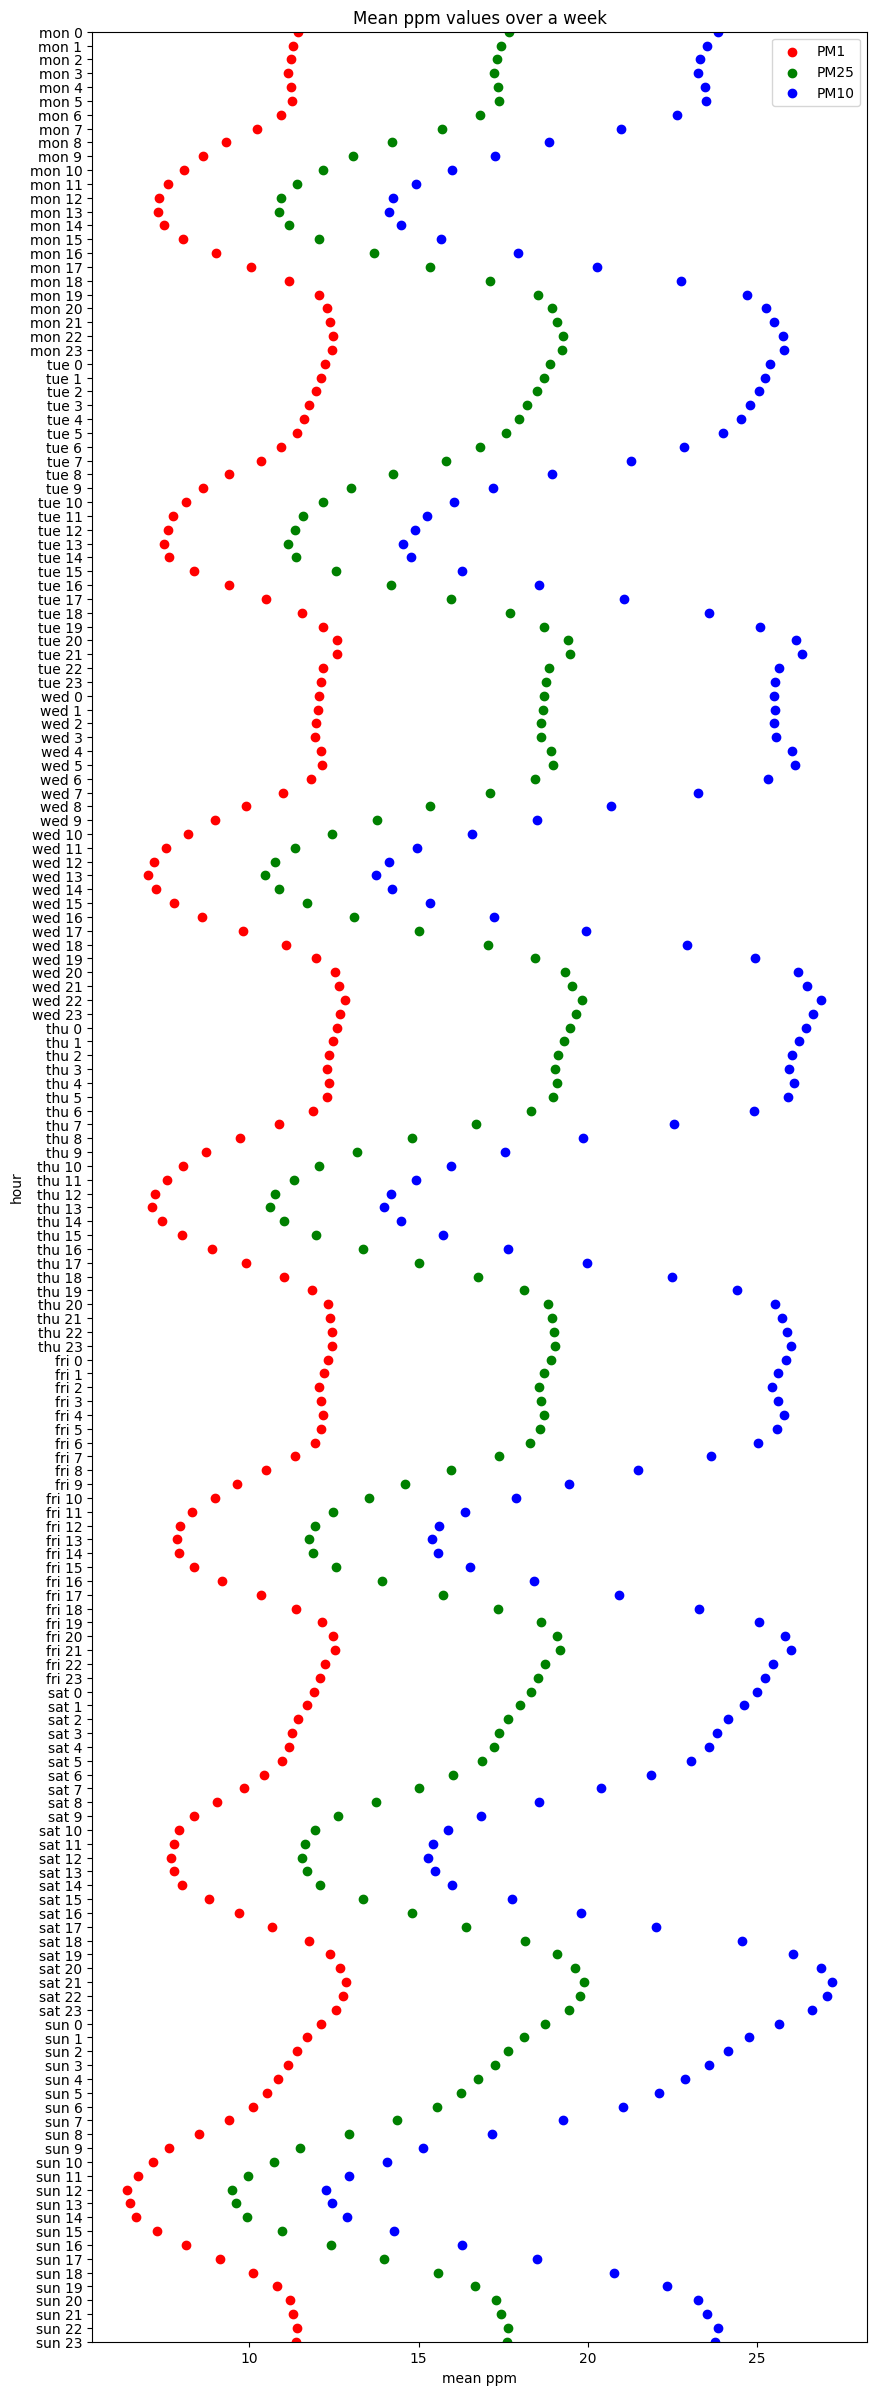 Mean ppm values over a week
PM1
PM25
PM10
mon 0
mon 1
mon 2
mon 3
mon 4
mon 5
mon 6
mon 7
mon 8
mon 9
mon 10
mon 11
mon 12
mon 13
mon 14
mon 15
mon 16
mon 17
mon 18
mon 19
mon 20
mon 21
mon 22
mon 23
tue 0
tue 1
tue 2
tue 3
tue 4
tue 5
tue 6
tue 7
tue 8
tue 9
tue 10
tue 11
tue 12
tue 13
tue 14
tue 15
tue 16
tue 17
tue 18
tue 19
tue 20
tue 21
tue 22
tue 23
wed 0
wed 1
wed 2
wed 3
wed 4
wed 5
wed 6
wed 7
wed 8
wed 9
wed 10
wed 11
wed 12
wed 13
wed 14
wed 15
wed 16
wed 17
wed 18
wed 19
wed 20
wed 21
wed 22
wed 23
thu 0
thu 1
thu 2
thu 3
thu 4
thu 5
thu 6
thu 7
thu 8
thu 9
thu 10
thu 11
thu 12
thu 13
thu 14
thu 15
thu 16
thu 17
thu 18
thu 19
thu 20
thu 21
thu 22
thu 23
fri 0
fri 1
fri 2
fri 3
fri 4
fri 5
fri 6
fri 7
fri 8
fri 9
fri 10
fri 11
fri 12
fri 13
fri 14
fri 15
fri 16
fri 17
fri 18
fri 19
fri 20
fri 21
fri 22
fri 23
sat 0
sat 1
sat 2
sat 3
sat 4
sat 5
sat 6
sat 7
sat 8
sat 9
sat 10
sat 11
sat 12
sat 13
sat 14
sat 15
sat 16
sat 17
sat 18
sat 19
sat 20
sat 21
sat 22
sat 23
sun 0
sun 1
sun 2
sun 3
sun 4
sun 5
sun 6
sun 7
sun 8
sun 9
sun 10
sun 11
sun 12
sun 13
sun 14
sun 15
sun 16
sun 17
sun 18
sun 19
sun 20
sun 21
sun 22
sun 23
hour
10 15 20 25
mean ppm